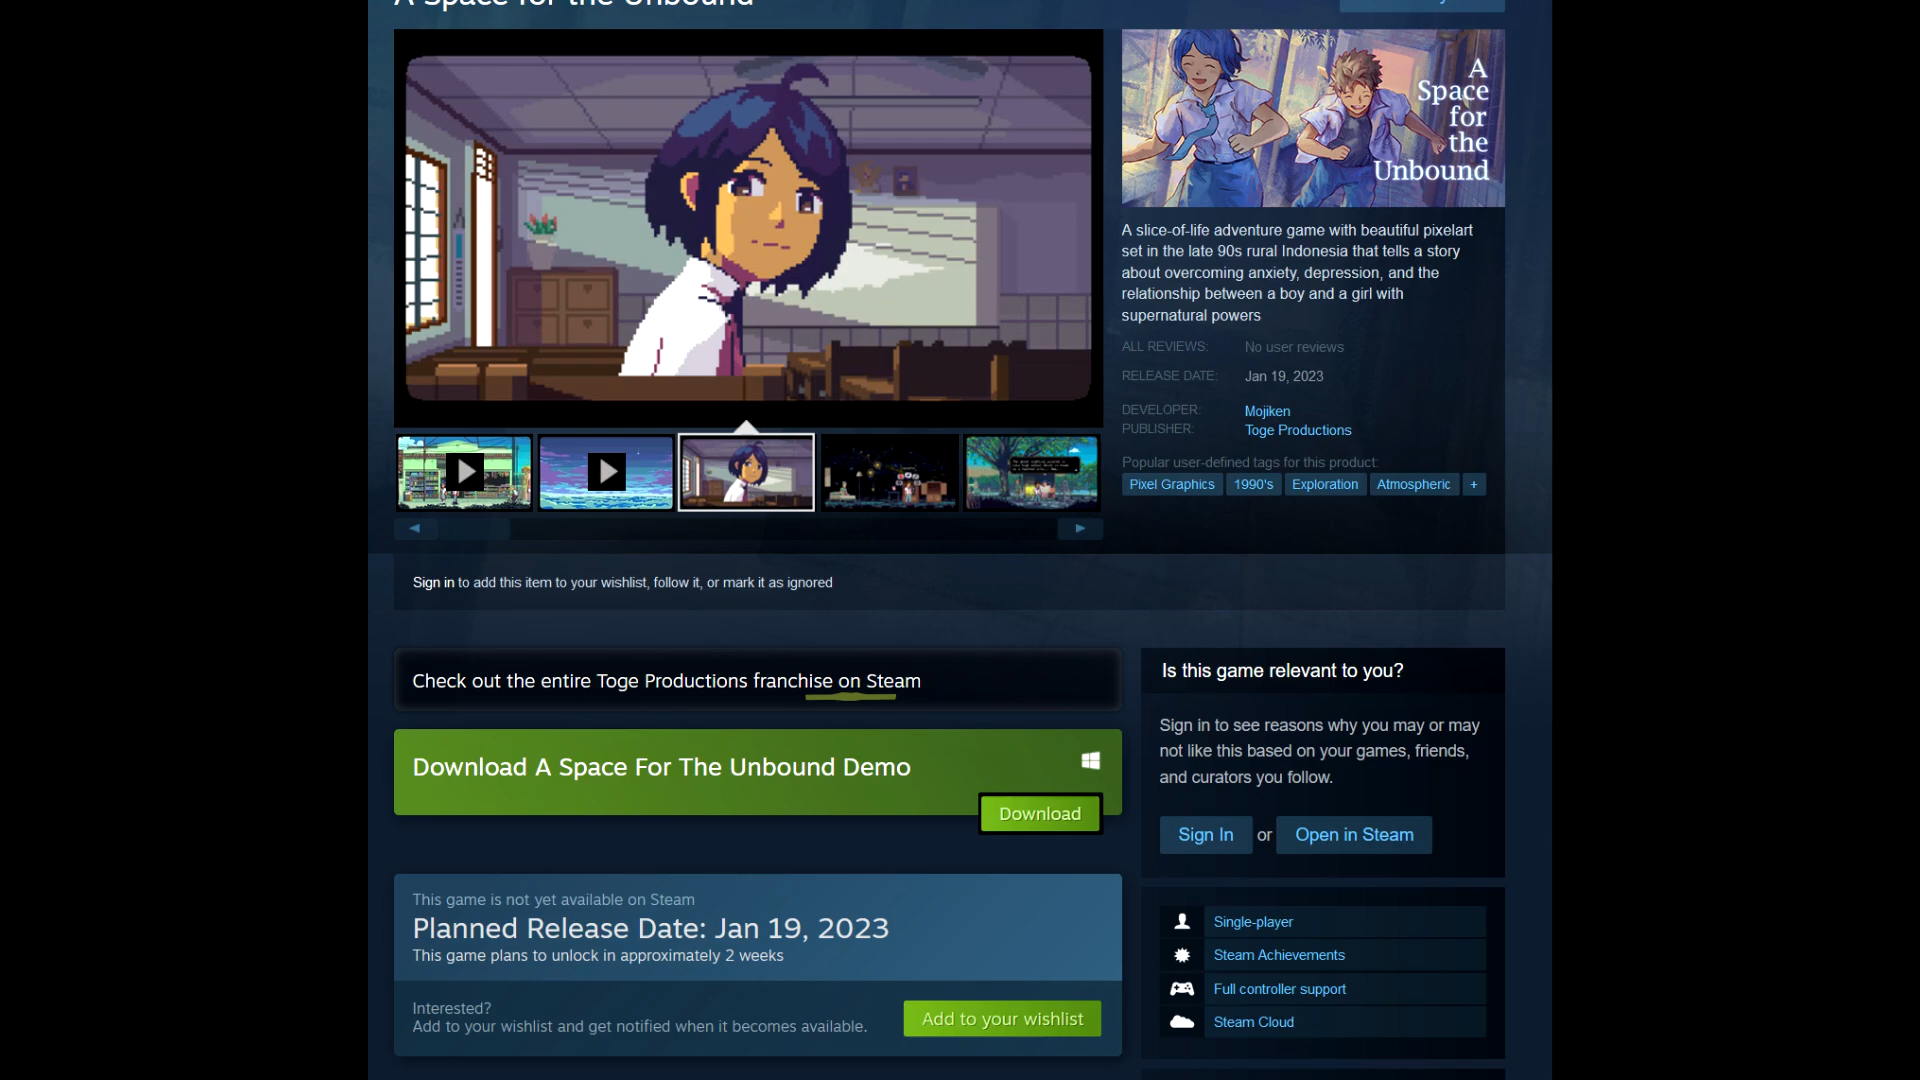 A Space for the Unbound
A
Space
for
the
Unbound
A slice-of-life adventure game with beautiful pixelart
set in the late 90s rural Indonesia that tells a story
about overcoming anxiety, depression, and the
relationship between a boy and a girl with
supernatural powers
ALL REVIEWS: No user reviews
RELEASE DATE: Jan 19, 2023
DEVELOPER: Mojiken
PUBLISHER: Toge Productions
Popular user-defined tags for this product:
Pixel Graphics 1990's Exploration Atmospheric +
Sign in to add this item to your wishlist, follow it, or mark it as ignored
Check out the entire Toge Productions franchise on Steam
Download A Space For The Unbound Demo
Download
This game is not yet available on Steam
Planned Release Date: Jan 19, 2023
This game plans to unlock in approximately 2 weeks
Interested?
Add to your wishlist and get notified when it becomes available.
Add to your wishlist
Is this game relevant to you?
Sign in to see reasons why you may or may
not like this based on your games, friends,
and curators you follow.
Sign In or Open in Steam
Single-player
Steam Achievements
Full controller support
Steam Cloud